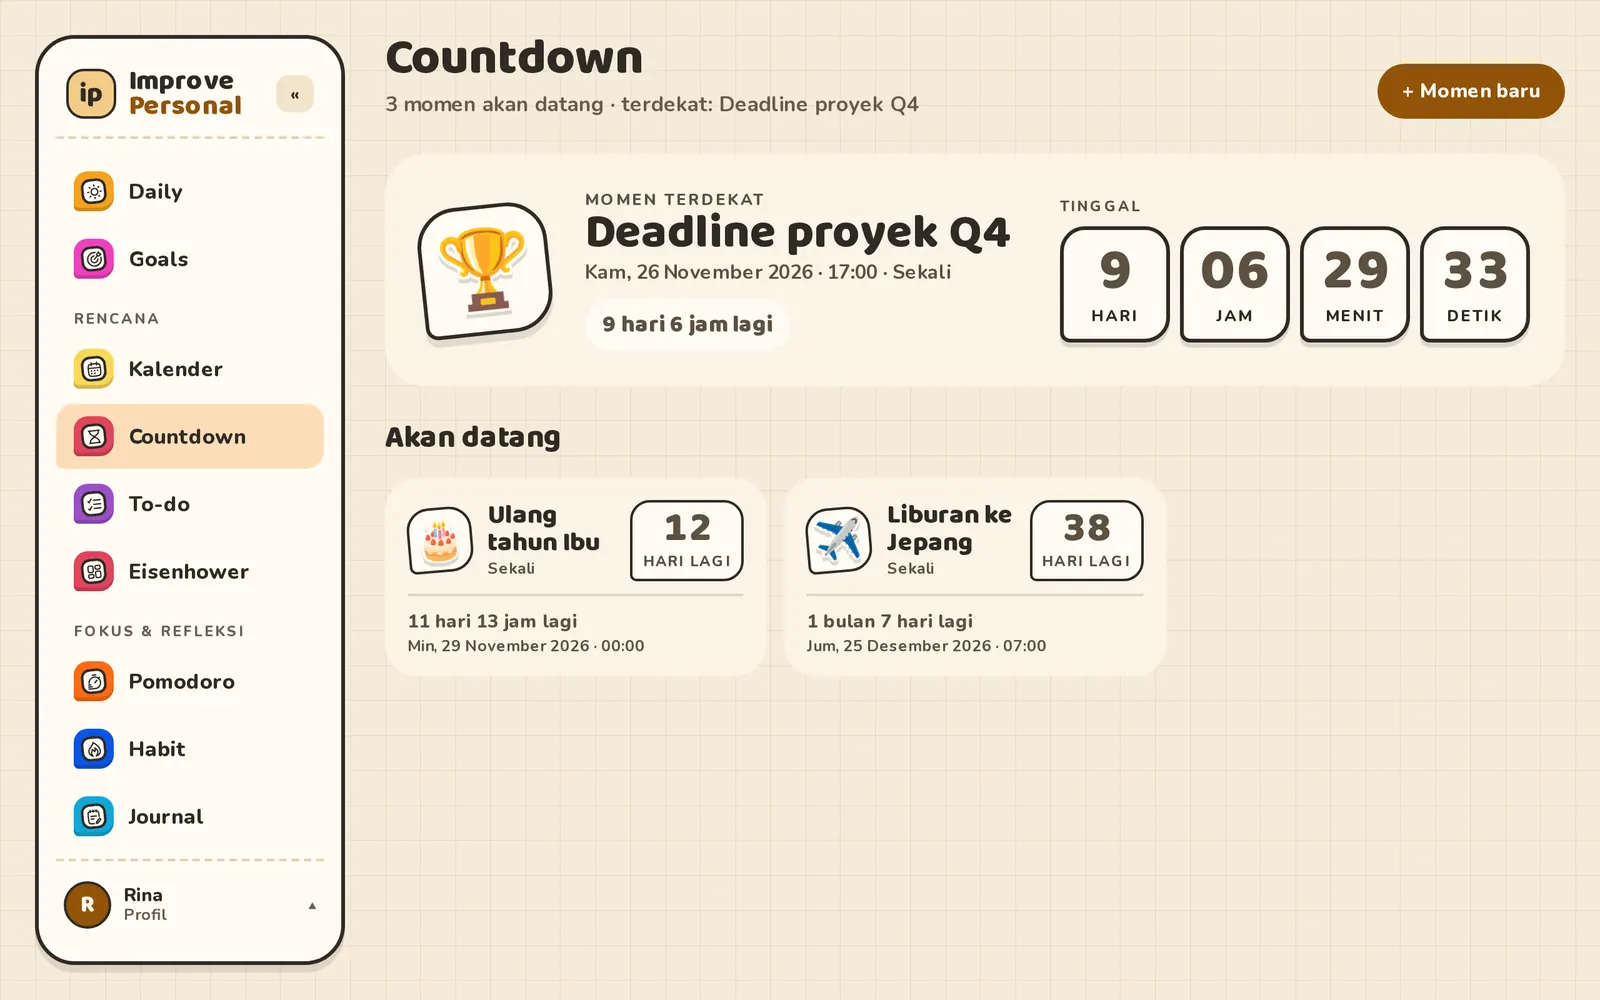 ip
Improve
Personal
«
Daily
Goals
RENCANA
Kalender
Countdown
To-do
Eisenhower
FOKUS & REFLEKSI
Pomodoro
Habit
Journal
R
Rina
Profil
▲
Countdown
3 momen akan datang · terdekat: Deadline proyek Q4
+ Momen baru
MOMEN TERDEKAT
Deadline proyek Q4
Kam, 26 November 2026 · 17:00 · Sekali
9 hari 6 jam lagi
TINGGAL
9
HARI
06
JAM
29
MENIT
33
DETIK
Akan datang
Ulang
tahun Ibu
Sekali
12
HARI LAGI
11 hari 13 jam lagi
Min, 29 November 2026 · 00:00
Liburan ke
Jepang
Sekali
38
HARI LAGI
1 bulan 7 hari lagi
Jum, 25 Desember 2026 · 07:00